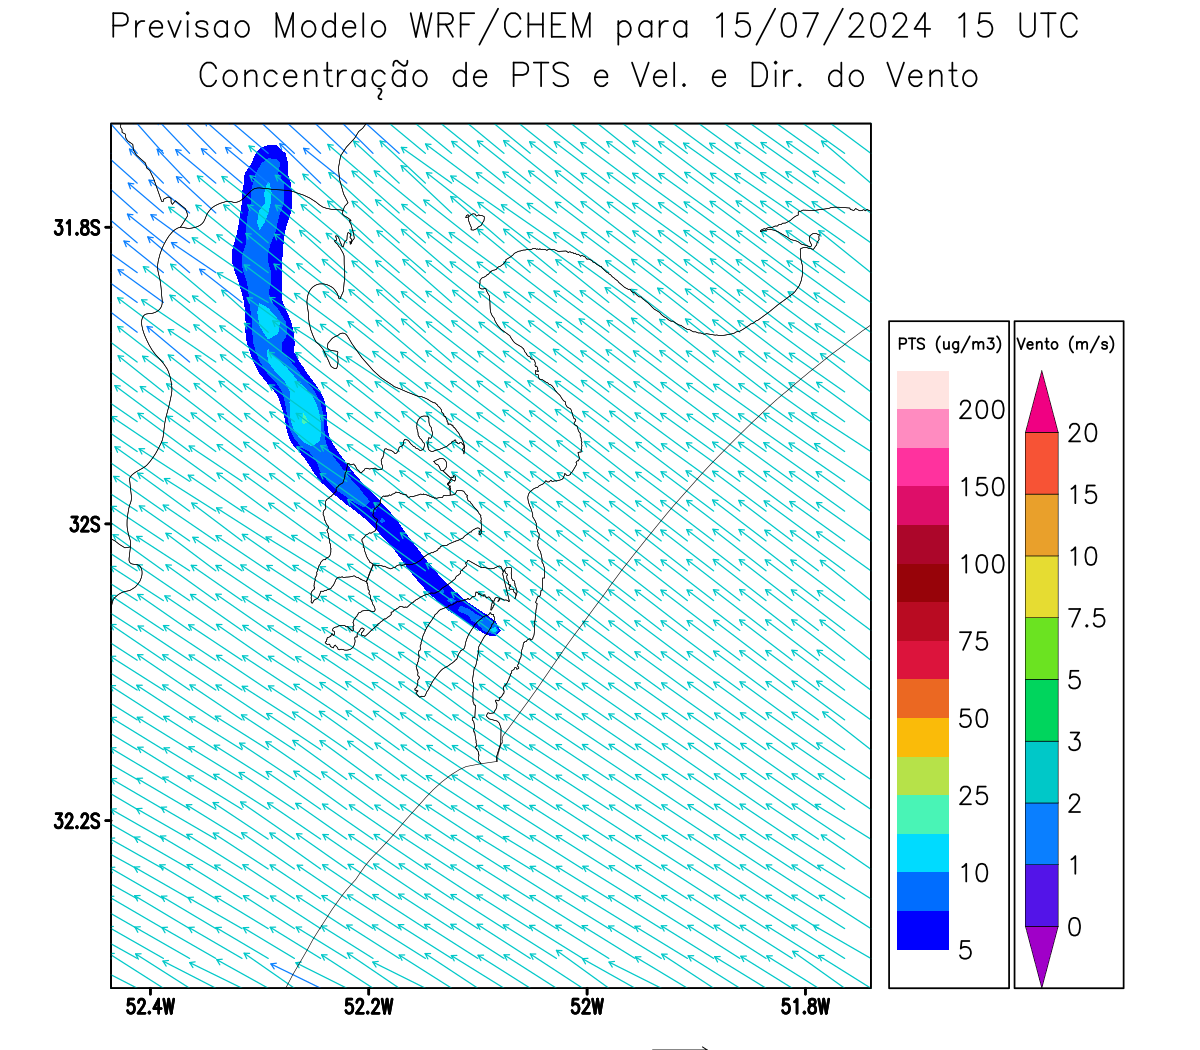 Previsao Modelo WRF/CHEM para 15/07/2024 15 UTC
Concentração de PTS e Vel. e Dir. do Vento
31.8S
32S
32.2S
52.4W 52.2W 52W 51.8W
PTS (ug/m3)
200
150
100
75
50
25
10
5
Vento (m/s)
20
15
10
7.5
5
3
2
1
0